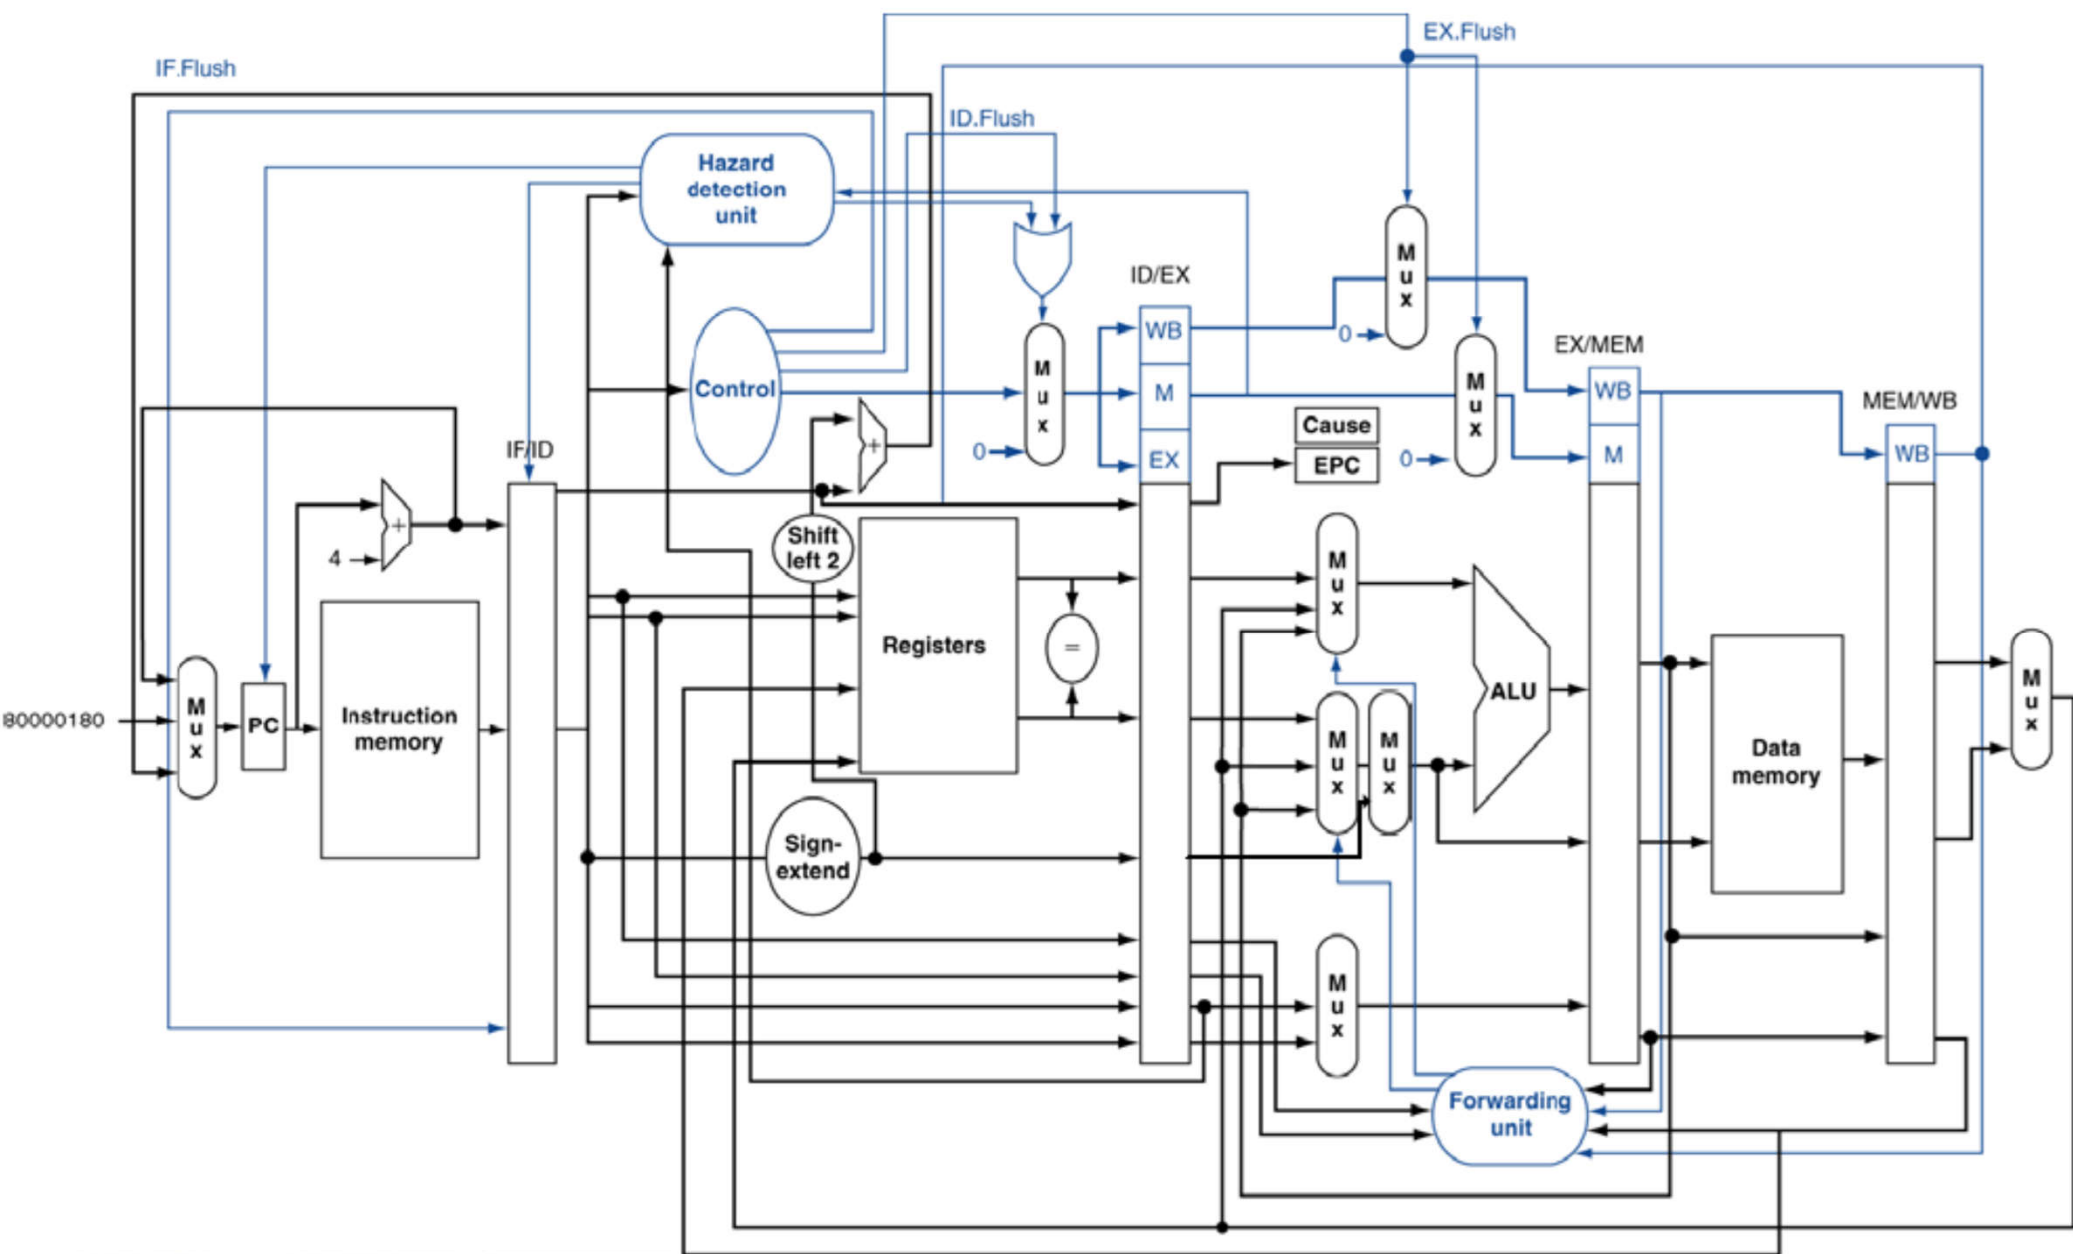 EX.Flush
IF.Flush
ID.Flush
Hazard
detection
unit
M
u
x
ID/EX
0
WB
EX/MEM
M
u
x
M
u
x
Control
M
WB
MEM/WB
Cause
IF/ID
+
0
EX
EPC
0
M
WB
+
4
Shift
left 2
M
u
x
Registers
=
M
u
x
80000180
M
u
x
PC
Instruction
memory
M
u
x
M
u
x
ALU
Data
memory
Sign-
extend
M
u
x
Forwarding
unit